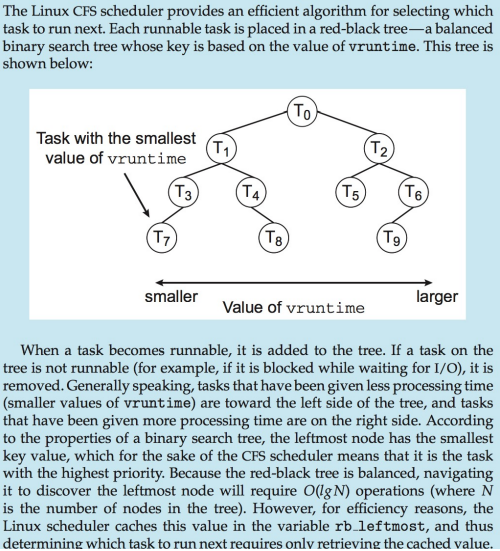 The Linux CFS scheduler provides an efficient algorithm for selecting which
task to run next. Each runnable task is placed in a red-black tree—a balanced
binary search tree whose key is based on the value of vruntime. This tree is
shown below:
T0
Task with the smallest
value of vruntime
T1
T2
T3
T4
T5
T6
T7
T8
T9
smaller
Value of vruntime
larger
When a task becomes runnable, it is added to the tree. If a task on the
tree is not runnable (for example, if it is blocked while waiting for I/O), it is
removed. Generally speaking, tasks that have been given less processing time
(smaller values of vruntime) are toward the left side of the tree, and tasks
that have been given more processing time are on the right side. According
to the properties of a binary search tree, the leftmost node has the smallest
key value, which for the sake of the CFS scheduler means that it is the task
with the highest priority. Because the red-black tree is balanced, navigating
it to discover the leftmost node will require O(lgN) operations (where N
is the number of nodes in the tree). However, for efficiency reasons, the
Linux scheduler caches this value in the variable rb_leftmost, and thus
determining which task to run next requires only retrieving the cached value.